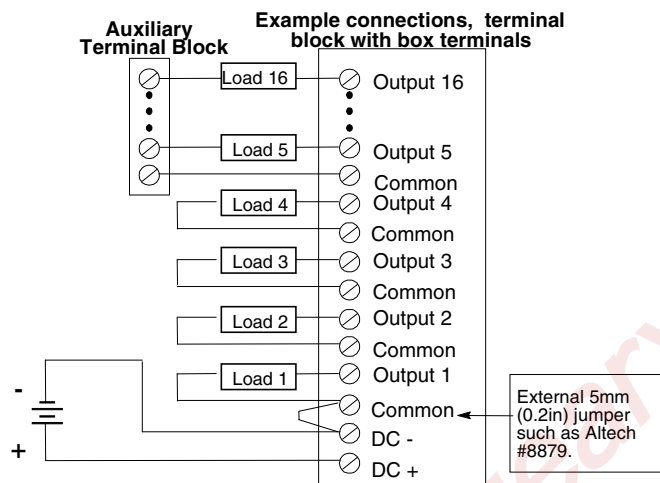 Auxiliary
Terminal Block
Example connections, terminal
block with box terminals
Load 16
Output 16
Load 5
Output 5
Common
Load 4
Output 4
Common
Load 3
Output 3
Common
Load 2
Output 2
Common
Load 1
Output 1
Common
DC -
DC +
-
+
External 5mm
(0.2in) jumper
such as Altech
#8879.